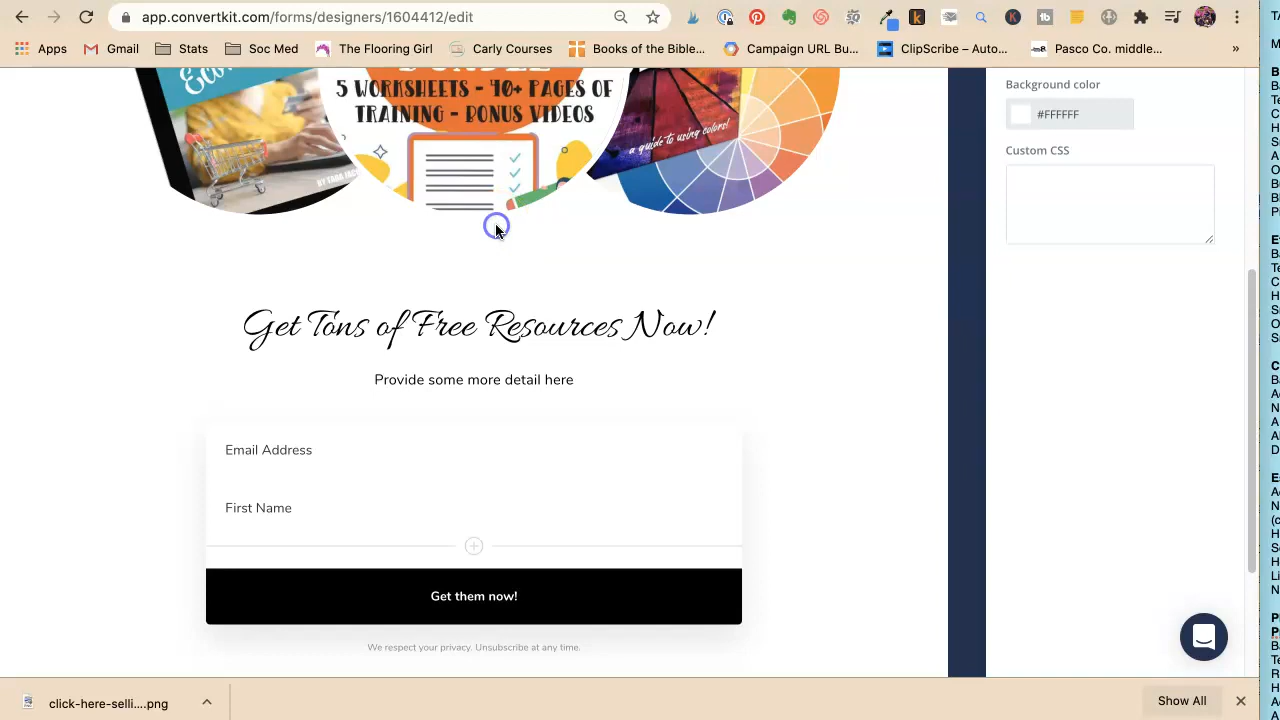 app.convertkit.com/forms/designers/1604412/edit
Apps Gmail Stats Soc Med The Flooring Girl Carly Courses Books of the Bible... Campaign URL Bu... ClipScribe – Auto... Pasco Co. middle... »
5 WORKSHEETS - 40+ PAGES OF
TRAINING - BONUS VIDEOS
a guide to using colors!
Get Tons of Free Resources Now!
Provide some more detail here
Email Address
First Name
Get them now!
We respect your privacy. Unsubscribe at any time.
Background color
#FFFFFF
Custom CSS
click-here-selli....png
Show All